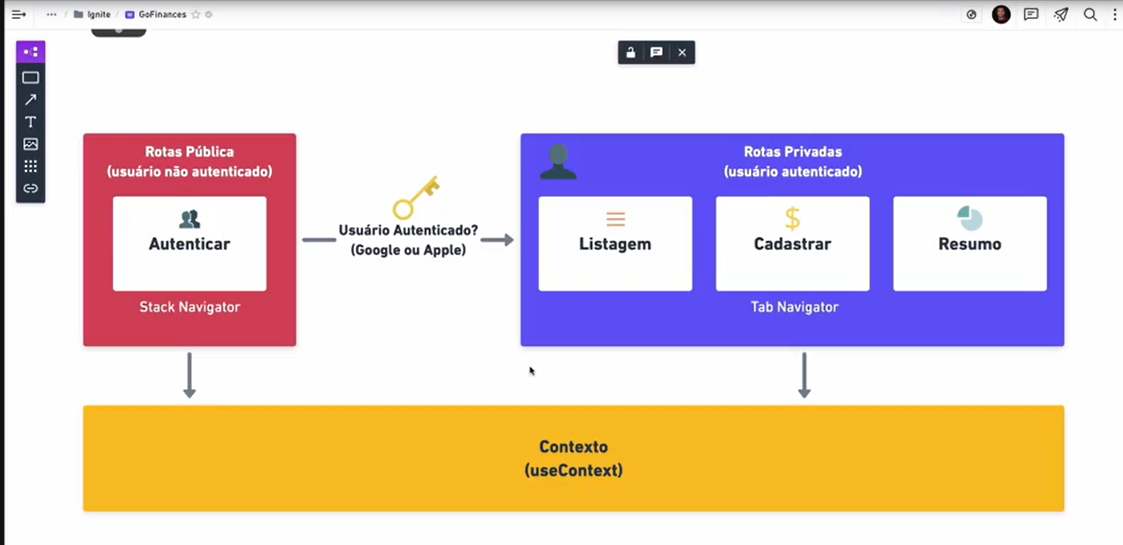 ... / Ignite / GoFinances
Rotas Pública
(usuário não autenticado)
Autenticar
Stack Navigator
Usuário Autenticado?
(Google ou Apple)
Rotas Privadas
(usuário autenticado)
Listagem
Cadastrar
Resumo
Tab Navigator
Contexto
(useContext)